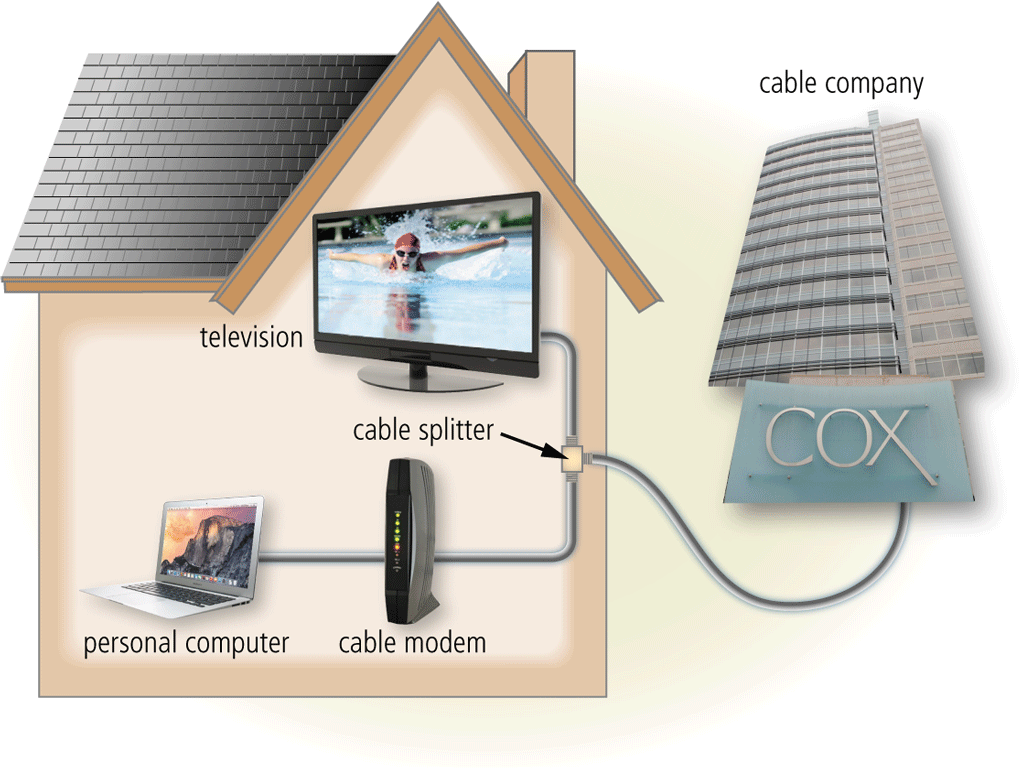 cable company
television
COX
cable splitter
personal computer
cable modem